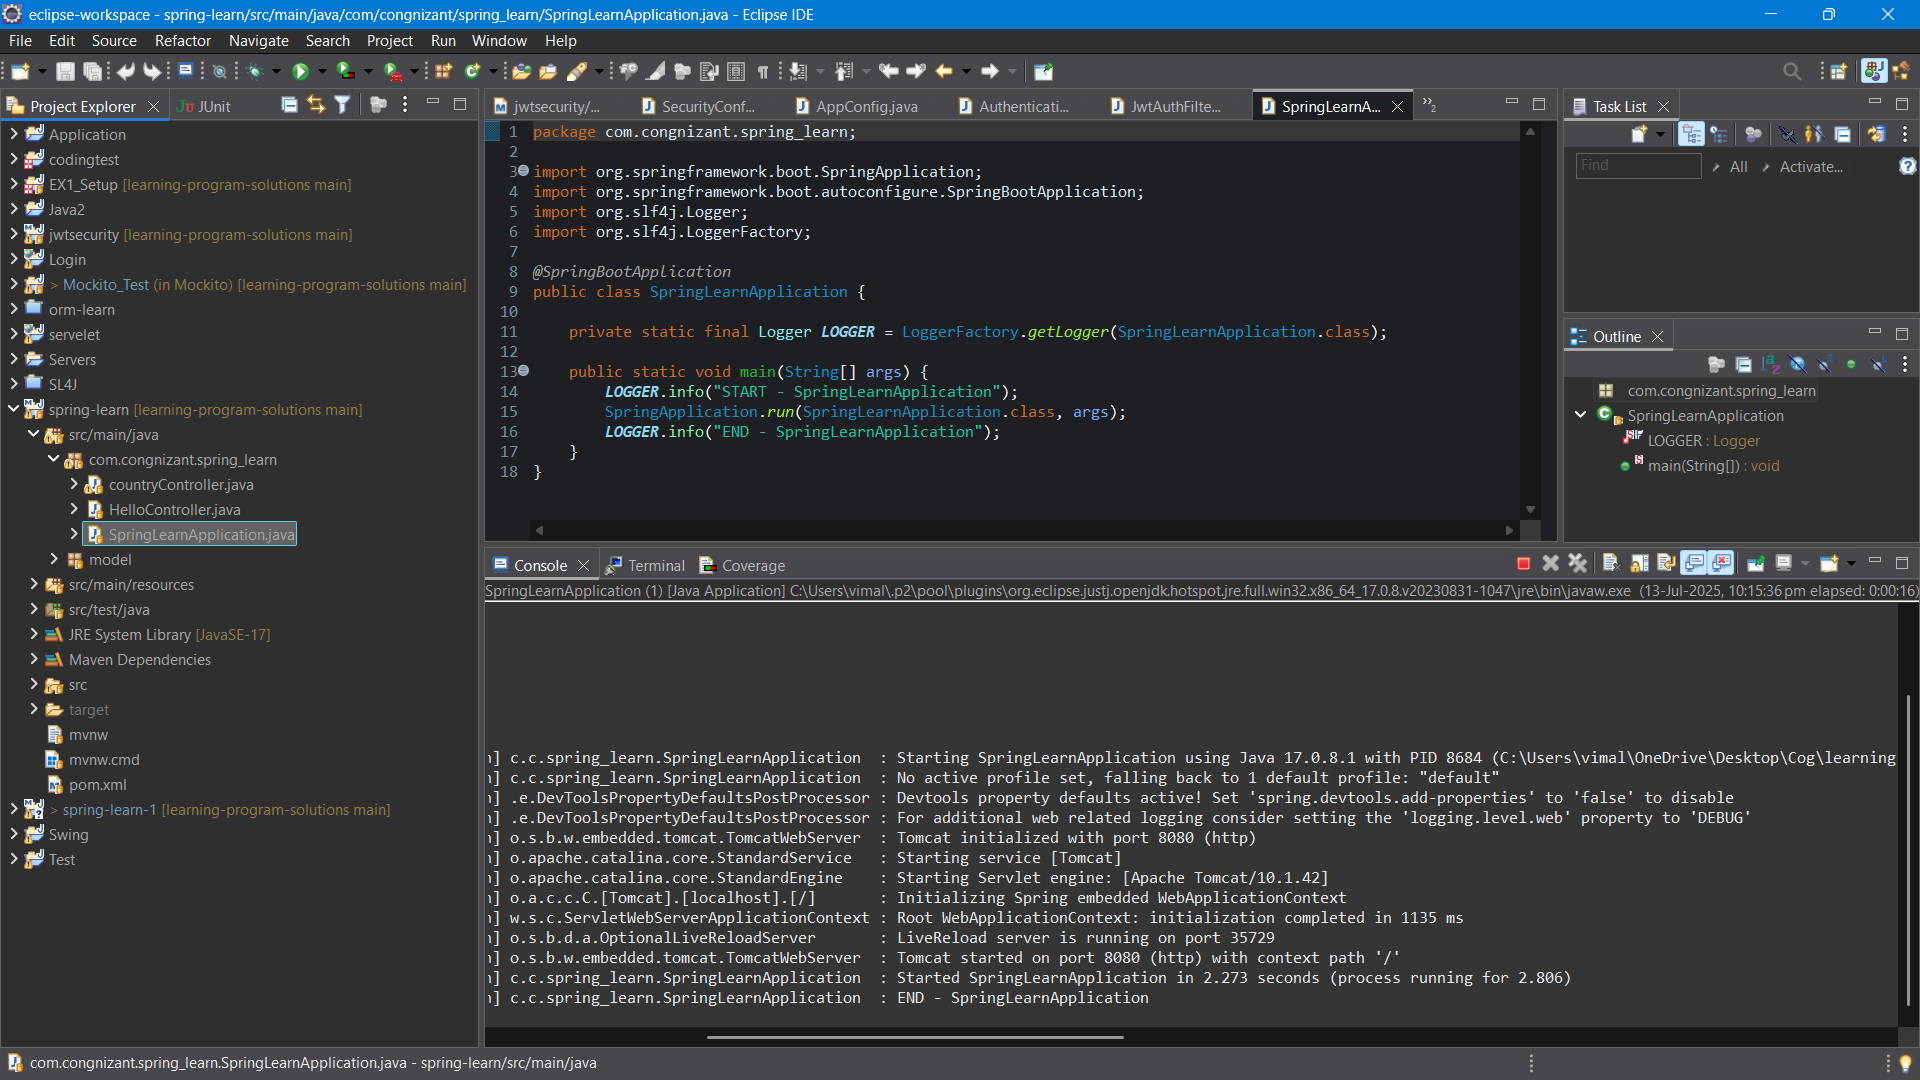 eclipse-workspace - spring-learn/src/main/java/com/congnizant/spring_learn/SpringLearnApplication.java - Eclipse IDE
File Edit Source Refactor Navigate Search Project Run Window Help
Project Explorer
JUnit
Application
codingtest
EX1_Setup [learning-program-solutions main]
Java2
jwtsecurity [learning-program-solutions main]
Login
> Mockito_Test (in Mockito) [learning-program-solutions main]
orm-learn
servelet
Servers
SL4J
spring-learn [learning-program-solutions main]
src/main/java
com.congnizant.spring_learn
countryController.java
HelloController.java
SpringLearnApplication.java
model
src/main/resources
src/test/java
JRE System Library [JavaSE-17]
Maven Dependencies
src
target
mvnw
mvnw.cmd
pom.xml
> spring-learn-1 [learning-program-solutions main]
Swing
Test
jwtsecurity/... SecurityConf... AppConfig.java Authenticati... JwtAuthFilte... SpringLearnA... »2
1 package com.congnizant.spring_learn;
2
3 import org.springframework.boot.SpringApplication;
4 import org.springframework.boot.autoconfigure.SpringBootApplication;
5 import org.slf4j.Logger;
6 import org.slf4j.LoggerFactory;
7
8 @SpringBootApplication
9 public class SpringLearnApplication {
10
11 private static final Logger LOGGER = LoggerFactory.getLogger(SpringLearnApplication.class);
12
13 public static void main(String[] args) {
14 LOGGER.info("START - SpringLearnApplication");
15 SpringApplication.run(SpringLearnApplication.class, args);
16 LOGGER.info("END - SpringLearnApplication");
17 }
18 }
Task List
Find
All
Activate...
Outline
com.congnizant.spring_learn
SpringLearnApplication
LOGGER : Logger
main(String[]) : void
Console Terminal Coverage
SpringLearnApplication (1) [Java Application] C:\Users\vimal\.p2\pool\plugins\org.eclipse.justj.openjdk.hotspot.jre.full.win32.x86_64_17.0.8.v20230831-1047\jre\bin\javaw.exe (13-Jul-2025, 10:15:36 pm elapsed: 0:00:16)
] c.c.spring_learn.SpringLearnApplication : Starting SpringLearnApplication using Java 17.0.8.1 with PID 8684 (C:\Users\vimal\OneDrive\Desktop\Cog\learning
] c.c.spring_learn.SpringLearnApplication : No active profile set, falling back to 1 default profile: "default"
] .e.DevToolsPropertyDefaultsPostProcessor : Devtools property defaults active! Set 'spring.devtools.add-properties' to 'false' to disable
] .e.DevToolsPropertyDefaultsPostProcessor : For additional web related logging consider setting the 'logging.level.web' property to 'DEBUG'
] o.s.b.w.embedded.tomcat.TomcatWebServer : Tomcat initialized with port 8080 (http)
] o.apache.catalina.core.StandardService : Starting service [Tomcat]
] o.apache.catalina.core.StandardEngine : Starting Servlet engine: [Apache Tomcat/10.1.42]
] o.a.c.c.C.[Tomcat].[localhost].[/] : Initializing Spring embedded WebApplicationContext
] w.s.c.ServletWebServerApplicationContext : Root WebApplicationContext: initialization completed in 1135 ms
] o.s.b.d.a.OptionalLiveReloadServer : LiveReload server is running on port 35729
] o.s.b.w.embedded.tomcat.TomcatWebServer : Tomcat started on port 8080 (http) with context path '/'
] c.c.spring_learn.SpringLearnApplication : Started SpringLearnApplication in 2.273 seconds (process running for 2.806)
] c.c.spring_learn.SpringLearnApplication : END - SpringLearnApplication
com.congnizant.spring_learn.SpringLearnApplication.java - spring-learn/src/main/java